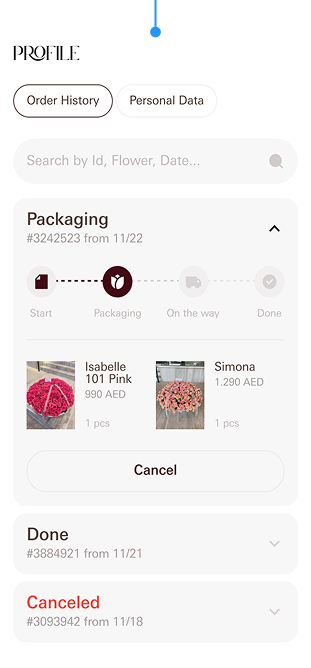 PROFILE
Order History
Personal Data
Search by Id, Flower, Date...
Packaging
#3242523 from 11/22
Start
Packaging
On the way
Done
Isabelle
101 Pink
990 AED
1 pcs
Simona
1.290 AED
1 pcs
Cancel
Done
#3884921 from 11/21
Canceled
#3093942 from 11/18